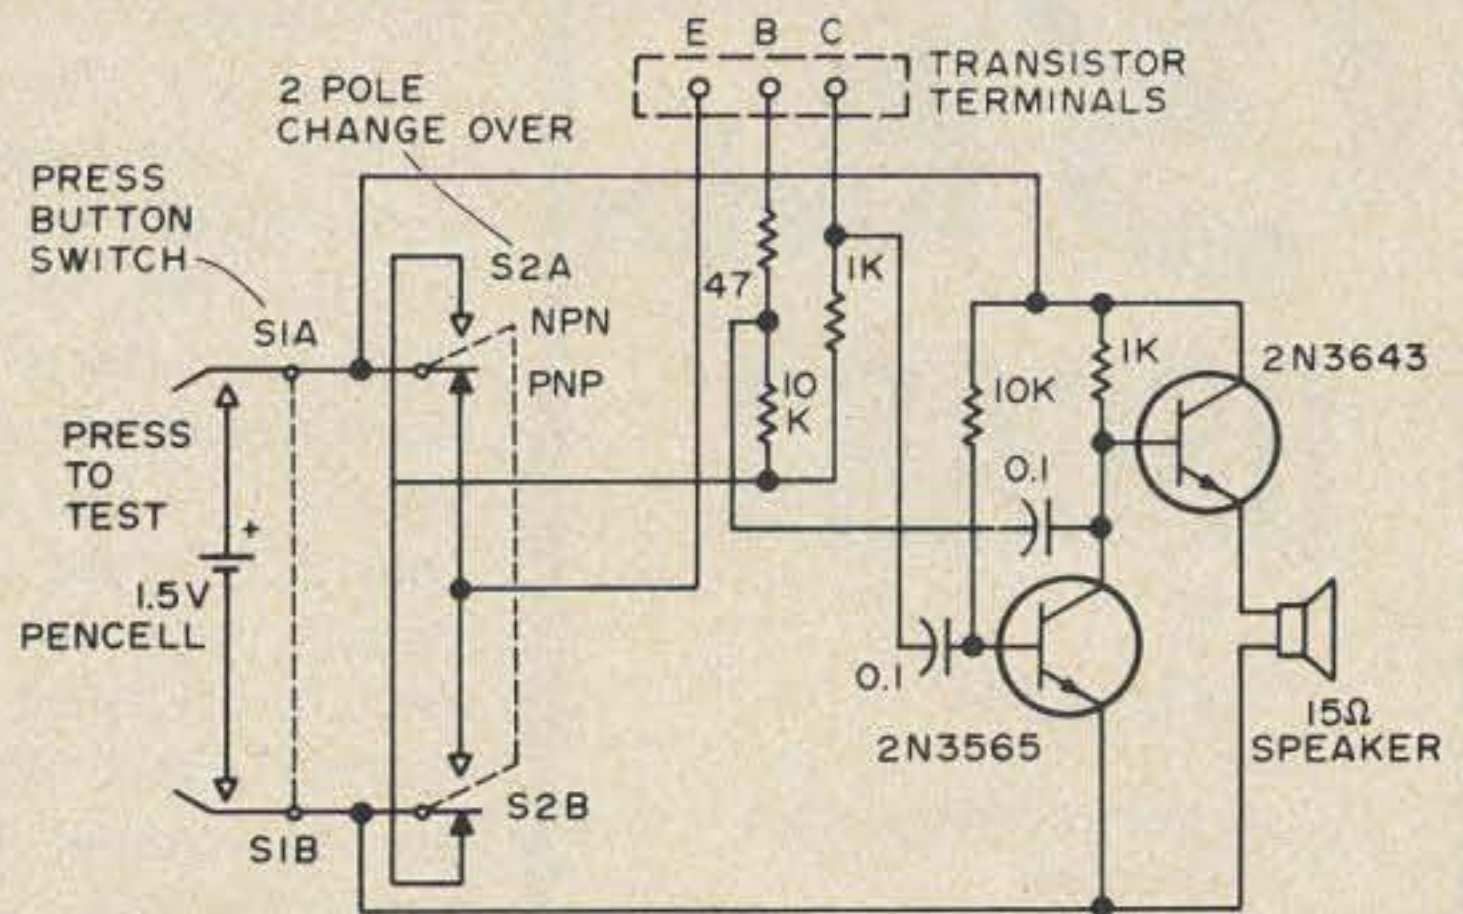 E B C
TRANSISTOR
TERMINALS
2 POLE
CHANGE OVER
PRESS
BUTTON
SWITCH
S1A
S2A
NPN
PNP
47
1K
10
K
10K
1K
2N3643
PRESS
TO
TEST
+
1.5V
PENCELL
0.1
0.1
2N3565
15Ω
SPEAKER
S2B
S1B